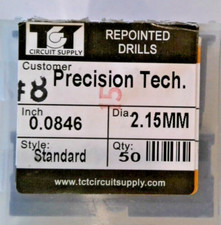 TCT
CIRCUIT SUPPLY
REPOINTED
DRILLS
Customer
Precision Tech.
#8
15
Inch
0.0846
Dia
2.15MM
Style:
Standard
Qty:
50
www.tctcircuitsupply.com